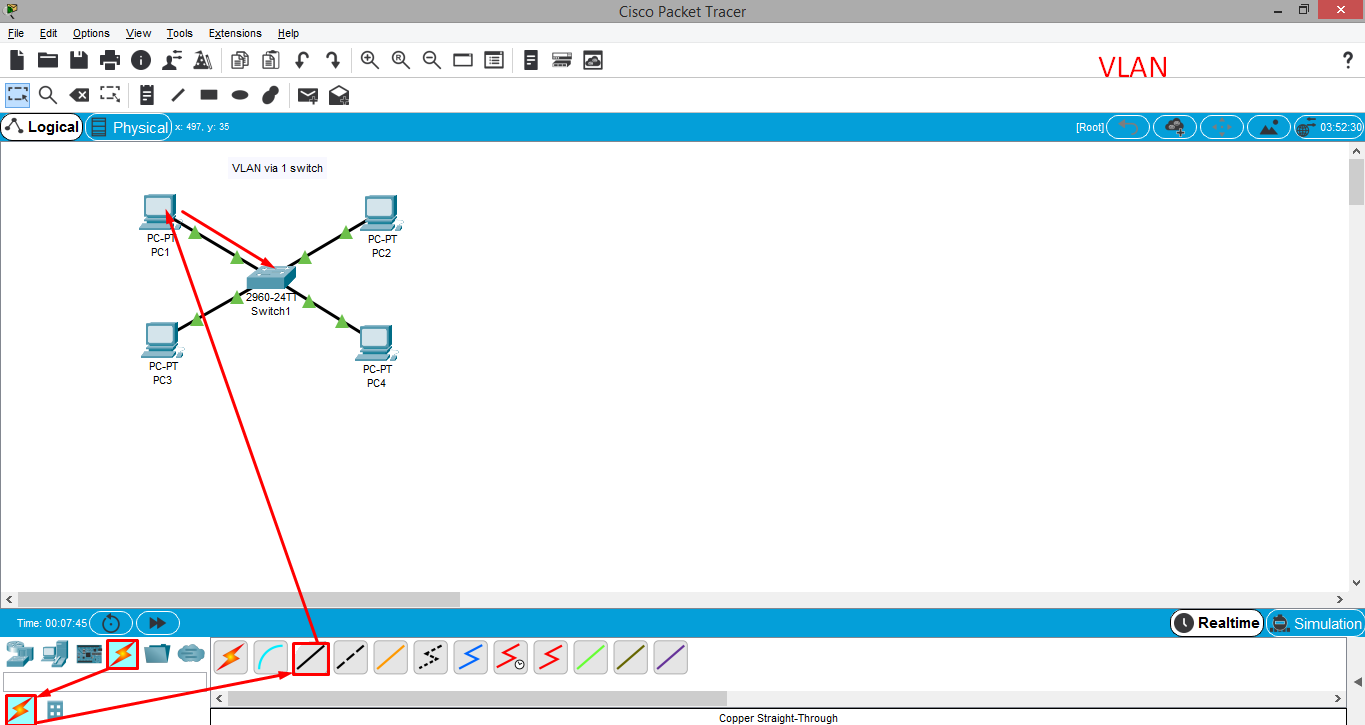 Cisco Packet Tracer
File Edit Options View Tools Extensions Help
VLAN
Logical Physical x: 497, y: 35 [Root] 03:52:30
VLAN via 1 switch
PC-PT
PC1
PC-PT
PC2
2960-24TT
Switch1
PC-PT
PC3
PC-PT
PC4
Time: 00:07:45 Realtime Simulation
Copper Straight-Through